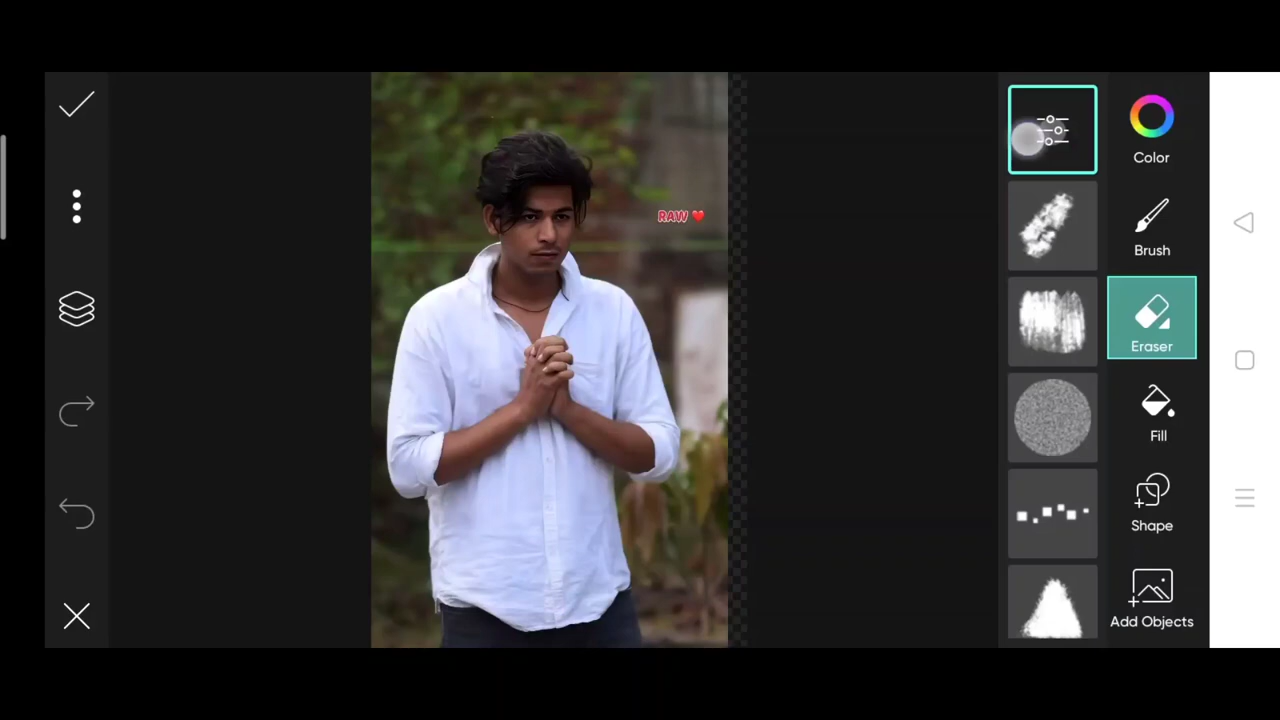 RAW ❤️
Color
Brush
Eraser
Fill
Shape
Add Objects